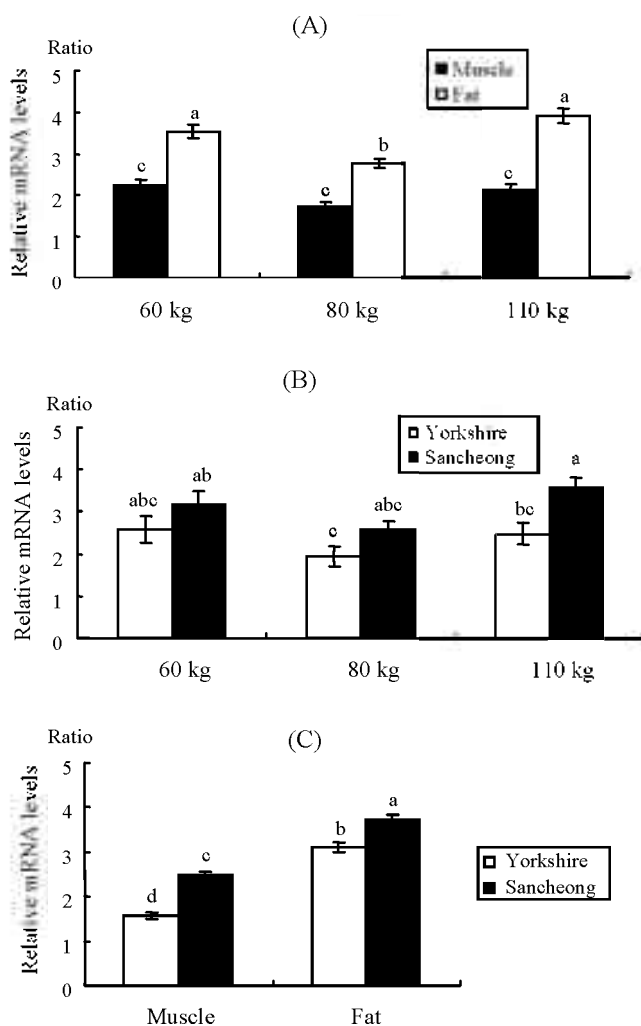 (A)
Ratio
Relative mRNA levels
5
4
3
2
1
0
Muscle
Fat
c
a
c
b
c
a
60 kg
80 kg
110 kg
(B)
Ratio
Relative mRNA levels
5
4
3
2
1
0
Yorkshire
Sancheong
abc
ab
c
abc
bc
a
60 kg
80 kg
110 kg
(C)
Ratio
Relative mRNA levels
5
4
3
2
1
0
Yorkshire
Sancheong
d
c
b
a
Muscle
Fat